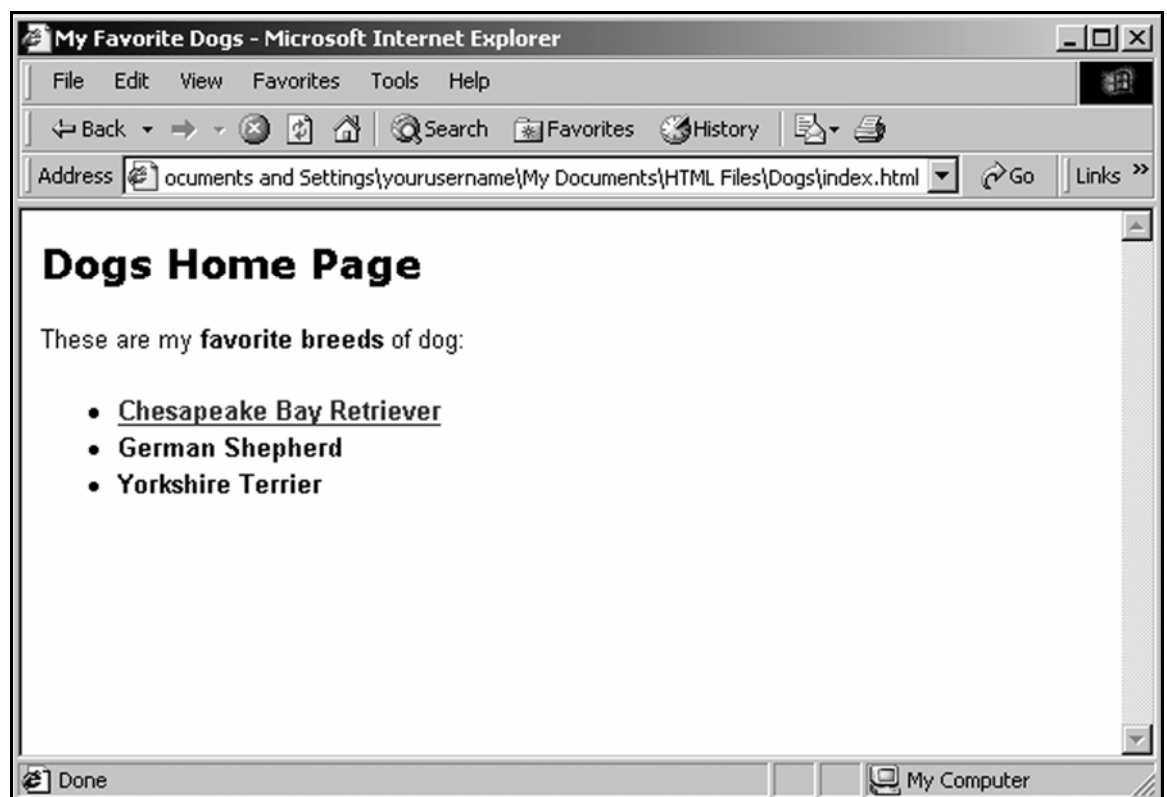 My Favorite Dogs - Microsoft Internet Explorer
File Edit View Favorites Tools Help
Back Search Favorites History
Address ocuments and Settings\yourusername\My Documents\HTML Files\Dogs\index.html Go Links »
Dogs Home Page
These are my favorite breeds of dog:
• Chesapeake Bay Retriever
• German Shepherd
• Yorkshire Terrier
Done My Computer